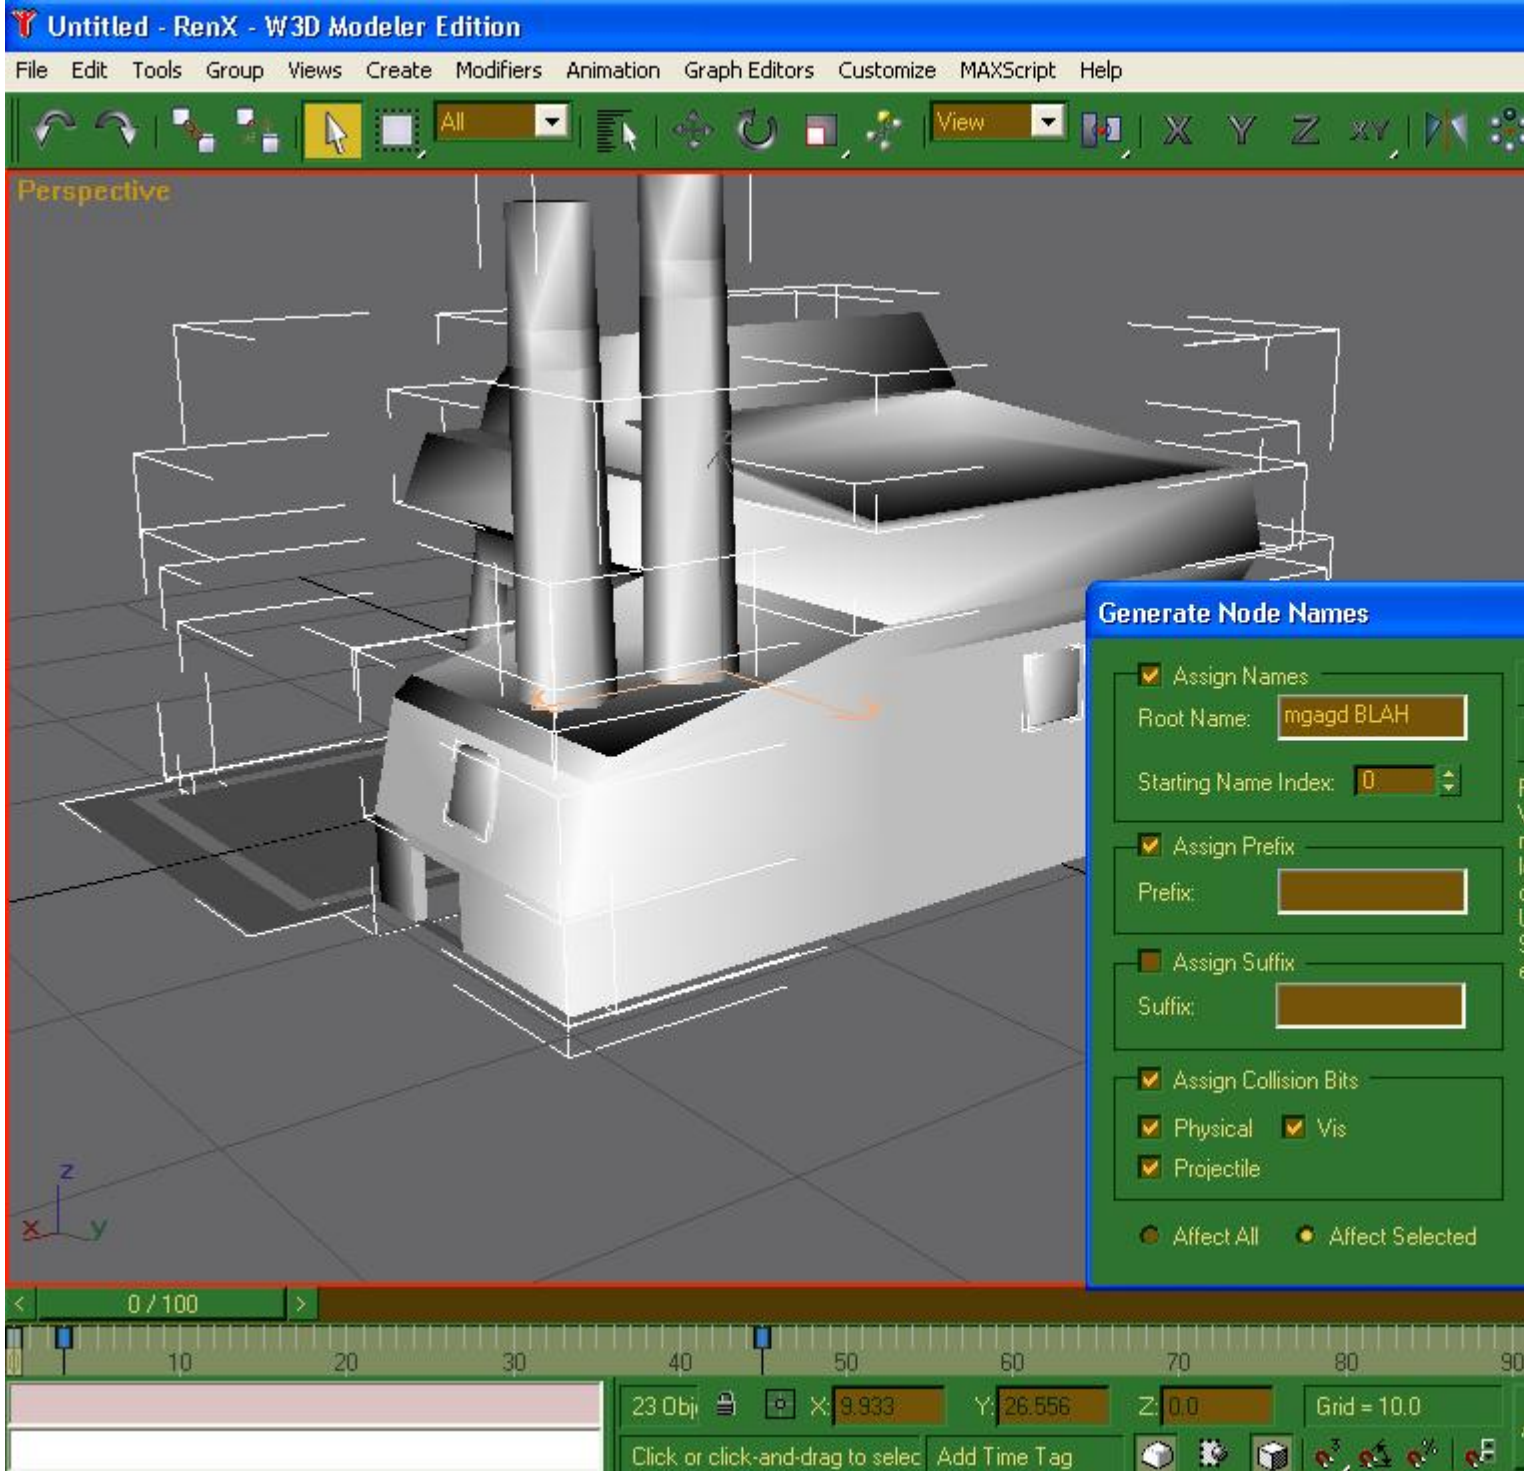 Untitled - RenX - W3D Modeler Edition
File Edit Tools Group Views Create Modifiers Animation Graph Editors Customize MAXScript Help
All View X Y Z XY
Perspective
Generate Node Names
Assign Names
Root Name: mgagd BLAH
Starting Name Index: 0
Assign Prefix
Prefix:
Assign Suffix
Suffix:
Assign Collision Bits
Physical Vis
Projectile
Affect All Affect Selected
z
x y
< 0 / 100 >
10 20 30 40 50 60 70 80 90
23 Obj X: 9.933 Y: 26.556 Z: 0.0 Grid = 10.0
Click or click-and-drag to selec Add Time Tag